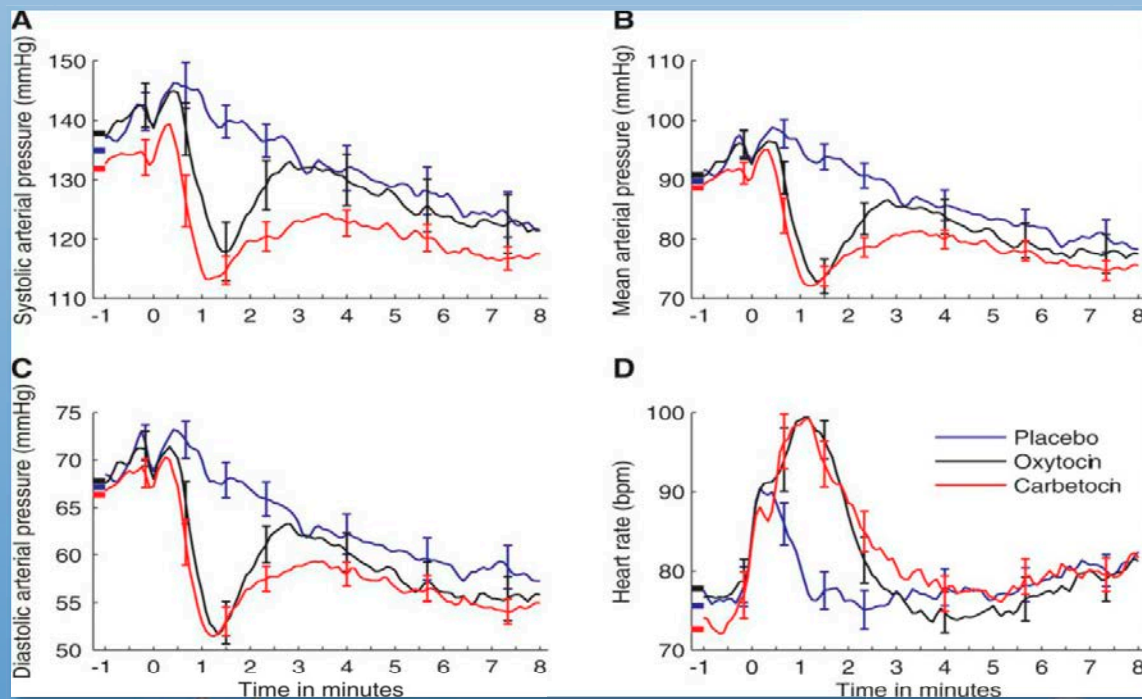 A
Systolic arterial pressure (mmHg)
150
140
130
120
110
-1 0 1 2 3 4 5 6 7 8
B
Mean arterial pressure (mmHg)
110
100
90
80
70
-1 0 1 2 3 4 5 6 7 8
C
Diastolic arterial pressure (mmHg)
75
70
65
60
55
50
-1 0 1 2 3 4 5 6 7 8
Time in minutes
D
Heart rate (bpm)
100
90
80
70
Placebo
Oxytocin
Carbetocin
-1 0 1 2 3 4 5 6 7 8
Time in minutes